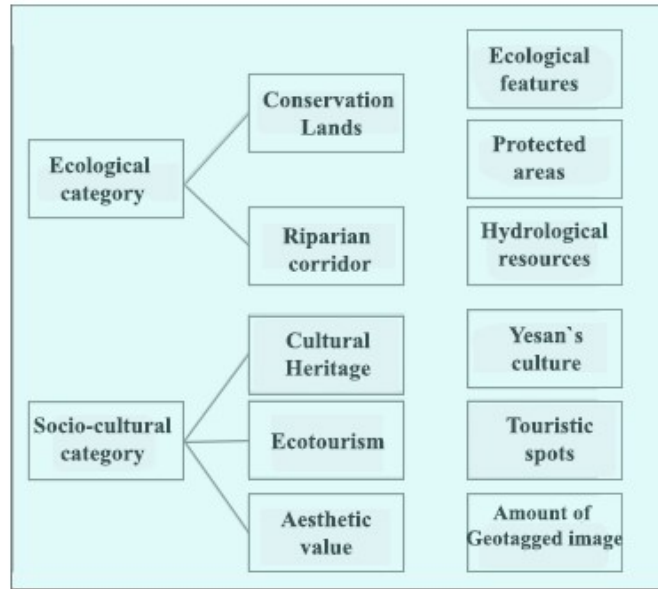 Ecological
category
Conservation
Lands
Riparian
corridor
Ecological
features
Protected
areas
Hydrological
resources
Socio-cultural
category
Cultural
Heritage
Ecotourism
Aesthetic
value
Yesan`s
culture
Touristic
spots
Amount of
Geotagged image